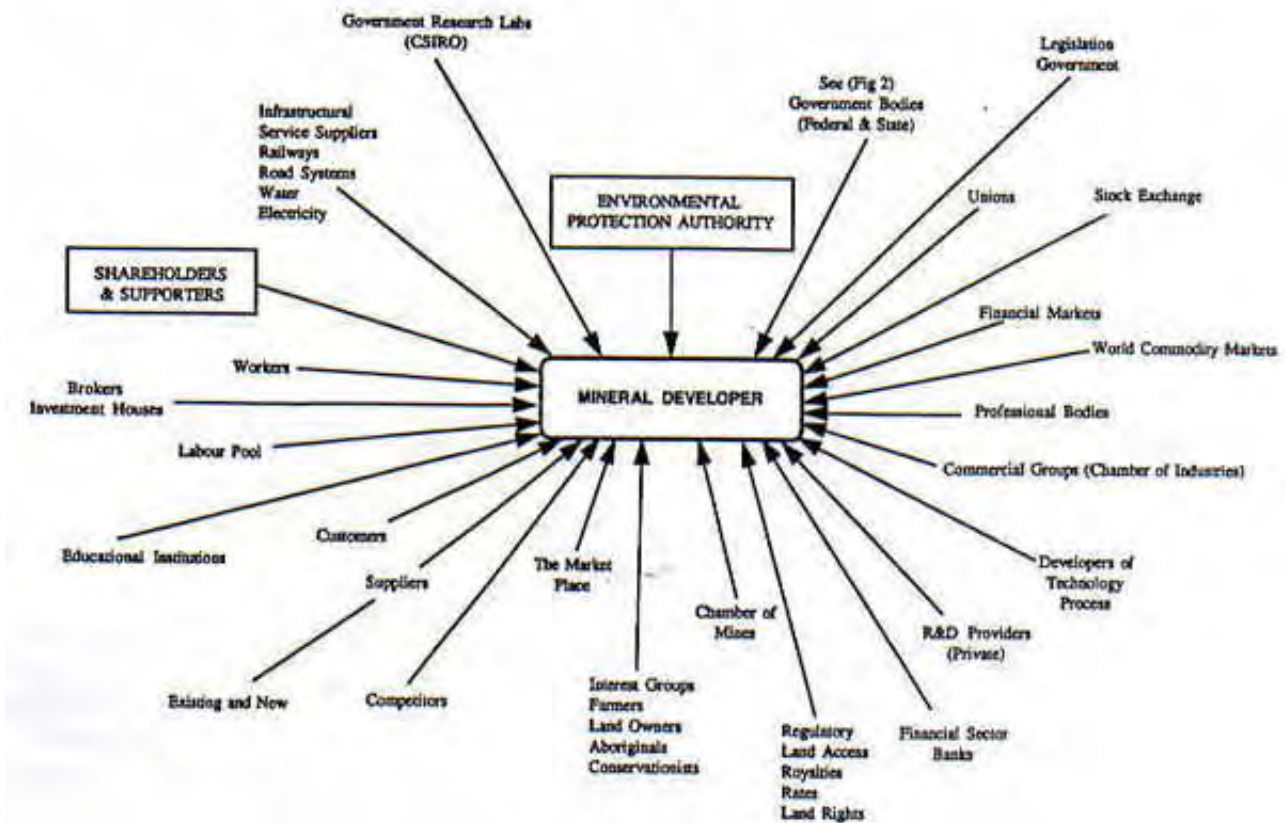 Government Research Labs
(CSIRO)
Legislation
Government
See (Fig 2)
Government Bodies
(Federal & State)
Infrastructural
Service Suppliers
Railways
Road Systems
Water
Electricity
ENVIRONMENTAL
PROTECTION AUTHORITY
Unions
Stock Exchange
SHAREHOLDERS
& SUPPORTERS
Financial Markets
World Commodity Markets
Workers
Brokers
Investment Houses
MINERAL DEVELOPER
Professional Bodies
Labour Pool
Commercial Groups (Chamber of Industries)
Educational Institutions
Customers
The Market
Place
Suppliers
Developers of
Technology
Process
Chamber of
Mines
R&D Providers
(Private)
Existing and New
Competitors
Interest Groups
Farmers
Land Owners
Aboriginals
Conservationists
Regulatory
Land Access
Royalties
Rates
Land Rights
Financial Sector
Banks